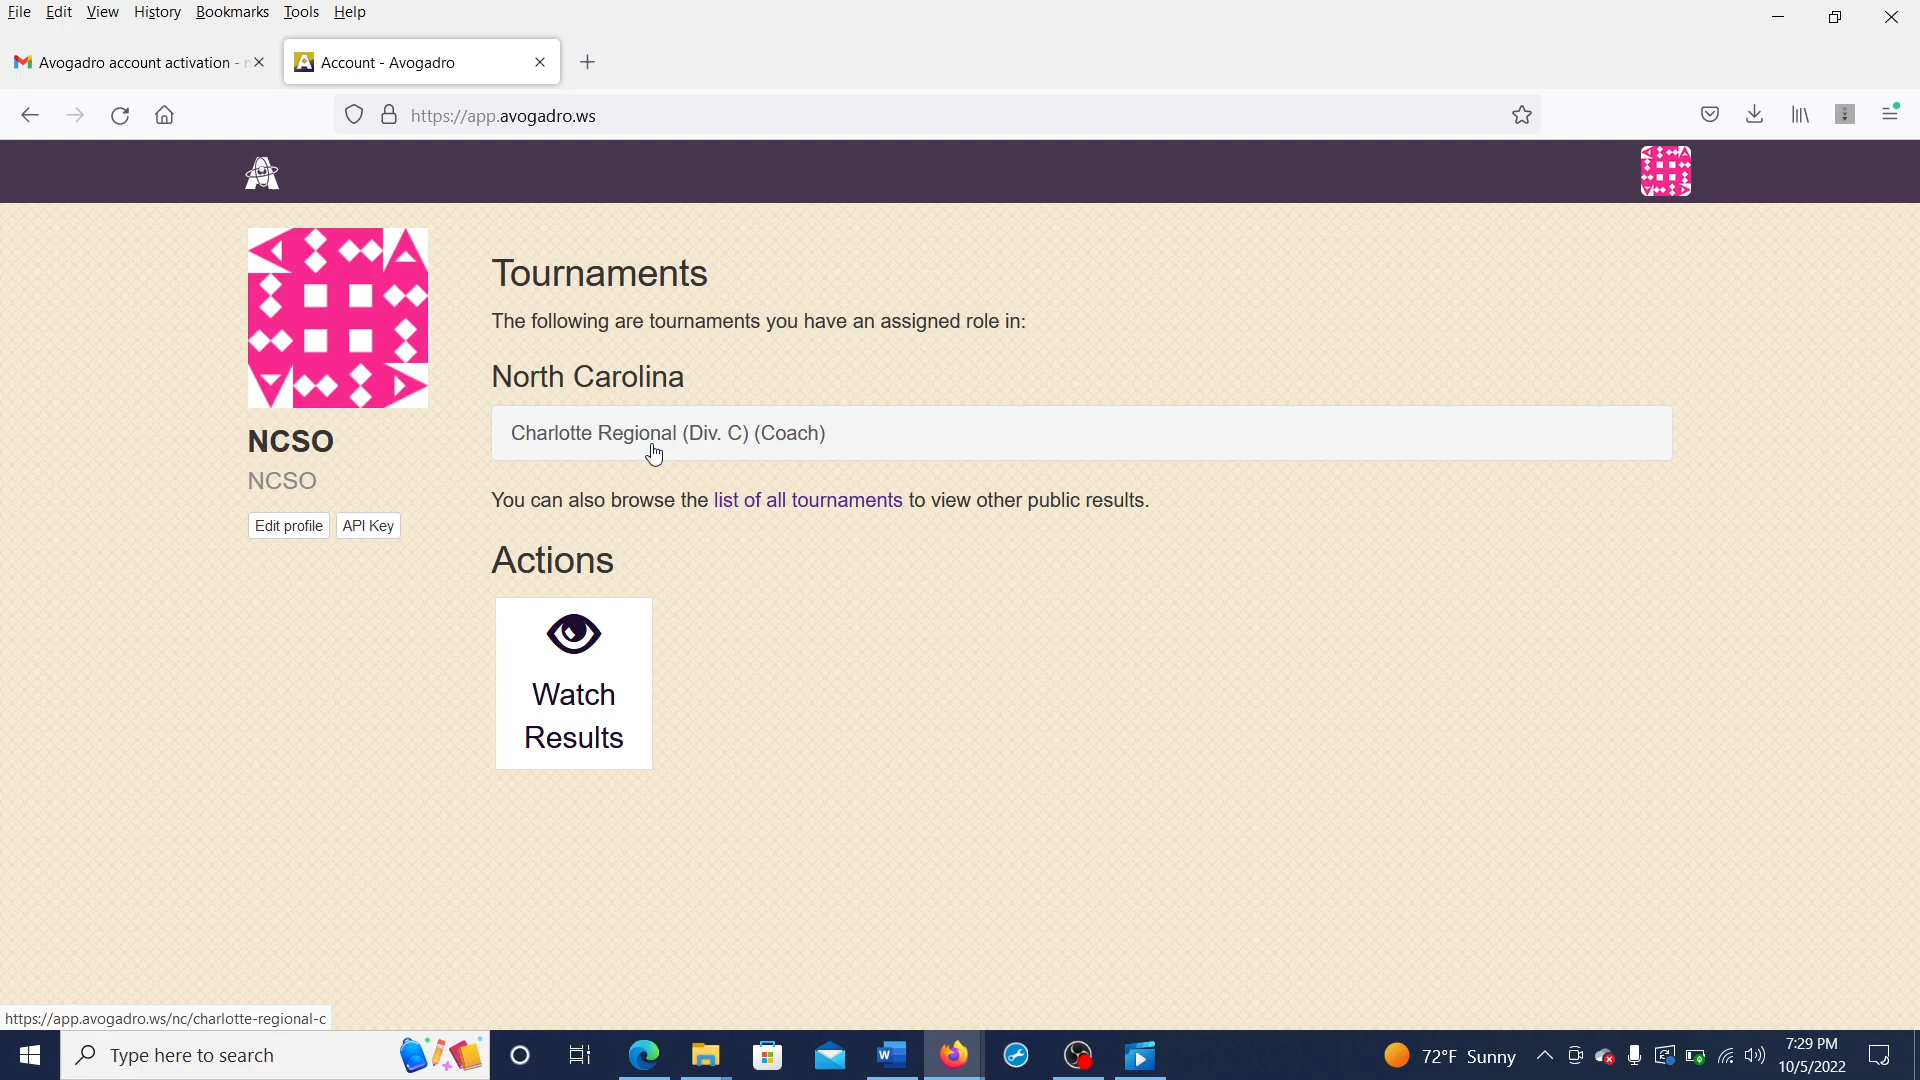 File Edit View History Bookmarks Tools Help
Avogadro account activation -
Account - Avogadro
https://app.avogadro.ws
Tournaments
The following are tournaments you have an assigned role in:
North Carolina
Charlotte Regional (Div. C) (Coach)
NCSO
NCSO
Edit profile API Key
You can also browse the list of all tournaments to view other public results.
Actions
Watch
Results
https://app.avogadro.ws/nc/charlotte-regional-c
Type here to search
72°F Sunny
7:29 PM
10/5/2022